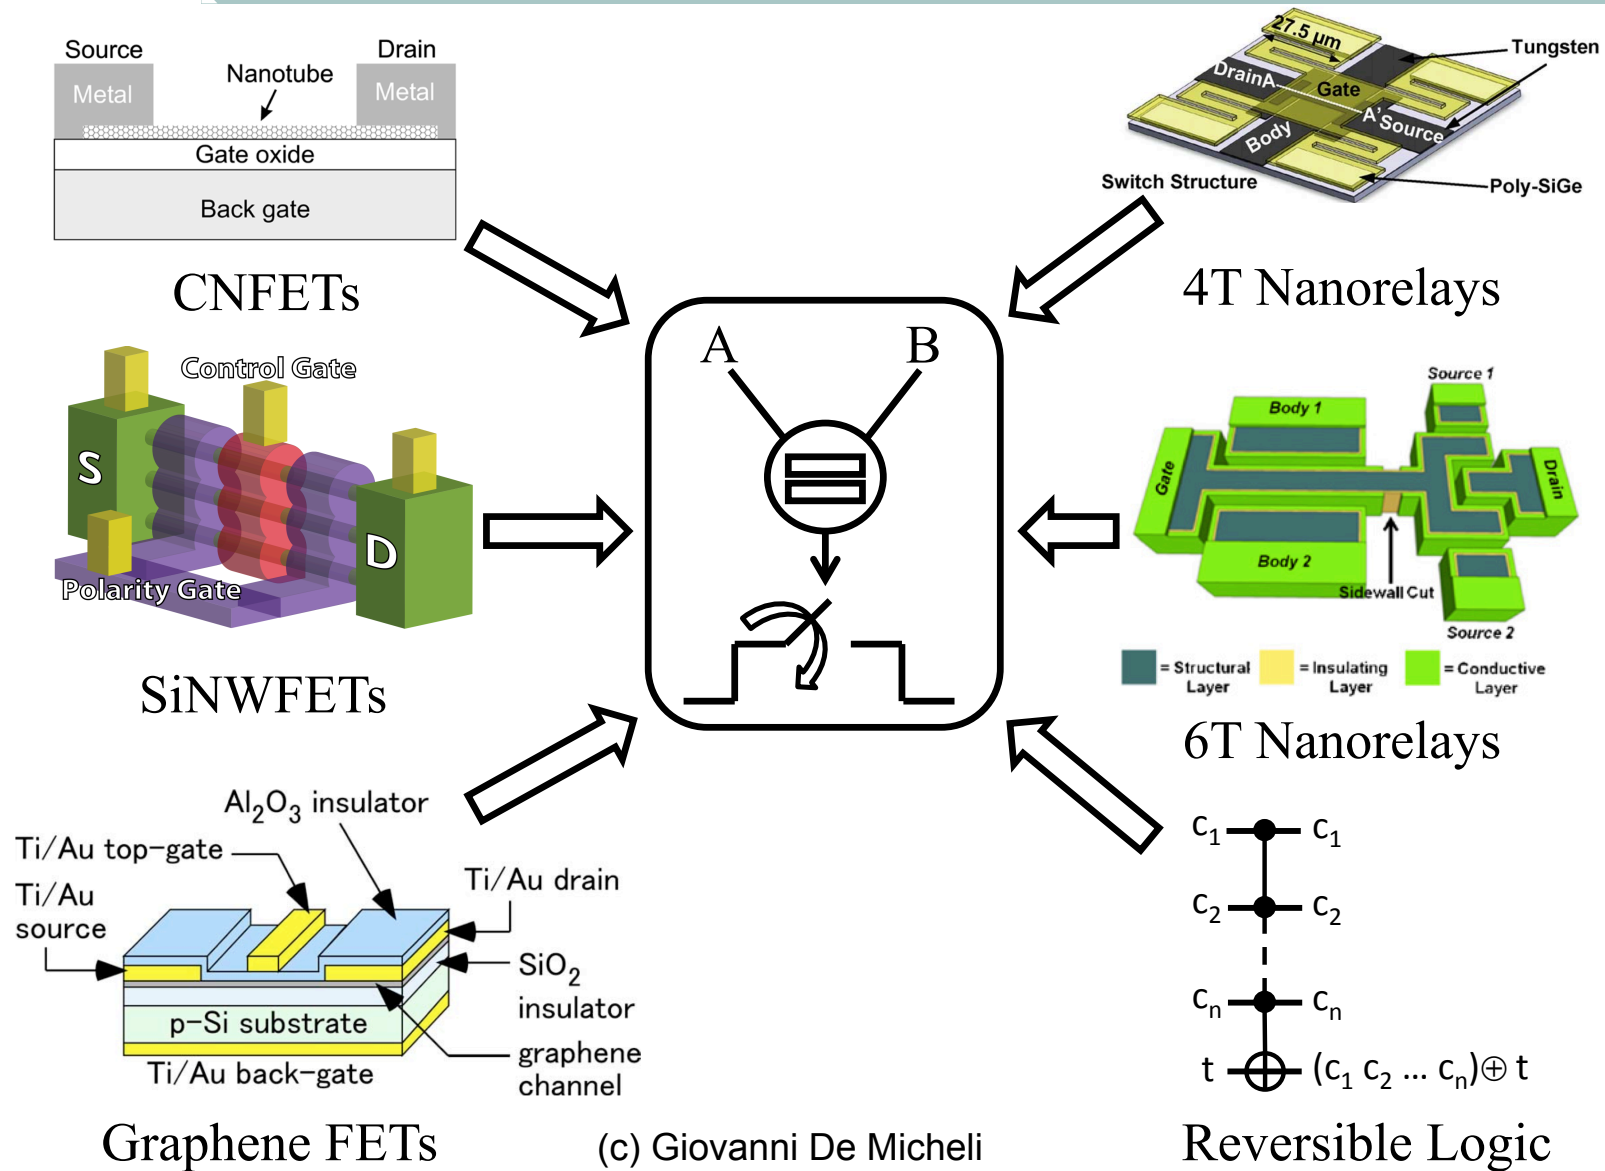 Source
Drain
Nanotube
Metal
Metal
Gate oxide
Back gate
CNFETs
27.5 µm
Tungsten
DrainA
Gate
A'Source
Body
Switch Structure
Poly-SiGe
4T Nanorelays
Control Gate
S
D
Polarity Gate
SiNWFETs
A
B
Source 1
Body 1
Gate
Drain
Body 2
Sidewall Cut
Source 2
= Structural Layer
= Insulating Layer
= Conductive Layer
6T Nanorelays
Al₂O₃ insulator
Ti/Au top-gate
Ti/Au drain
Ti/Au
source
SiO₂
insulator
p-Si substrate
graphene
channel
Ti/Au back-gate
Graphene FETs
c₁ c₁
c₂ c₂
cₙ cₙ
t (c₁ c₂ ... cₙ)⊕ t
Reversible Logic
(c) Giovanni De Micheli